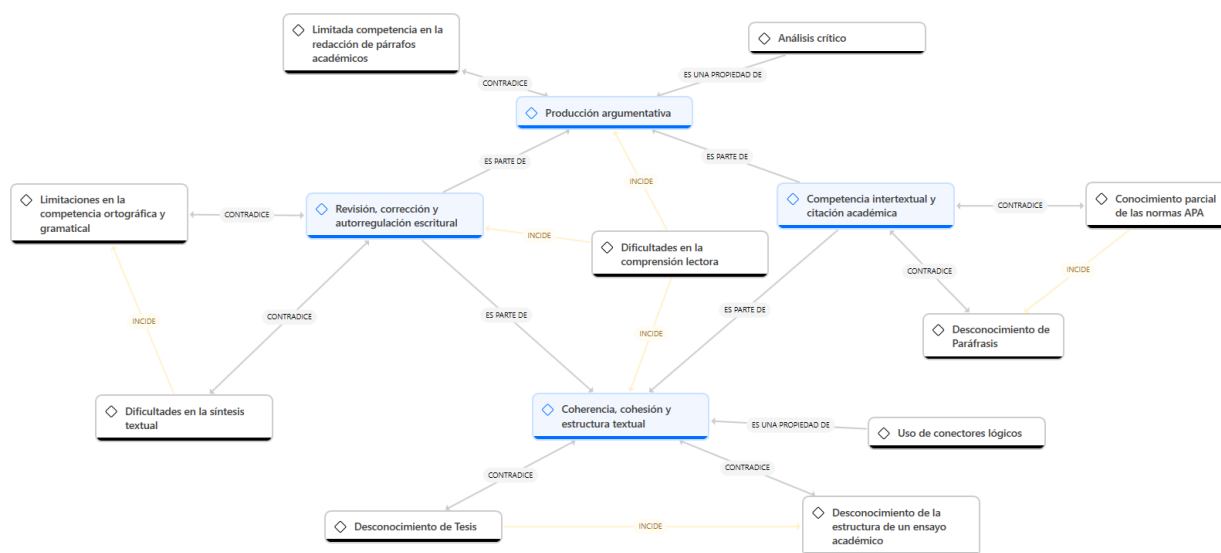 Limitada competencia en la
redacción de párrafos
académicos
Análisis crítico
ES UNA PROPIEDAD DE
CONTRADICE
Producción argumentativa
ES PARTE DE
ES PARTE DE
INCIDE
Limitaciones en la
competencia ortográfica y
gramatical
CONTRADICE
Revisión, corrección y
autorregulación escritural
Competencia intertextual y
citación académica
CONTRADICE
Conocimiento parcial
de las normas APA
INCIDE
Dificultades en la
comprensión lectora
CONTRADICE
INCIDE
INCIDE
CONTRADICE
ES PARTE DE
ES PARTE DE
INCIDE
Desconocimiento de
Paráfrasis
Dificultades en la síntesis
textual
Coherencia, cohesión y
estructura textual
ES UNA PROPIEDAD DE
Uso de conectores lógicos
CONTRADICE
CONTRADICE
Desconocimiento de Tesis
INCIDE
Desconocimiento de la
estructura de un ensayo
académico